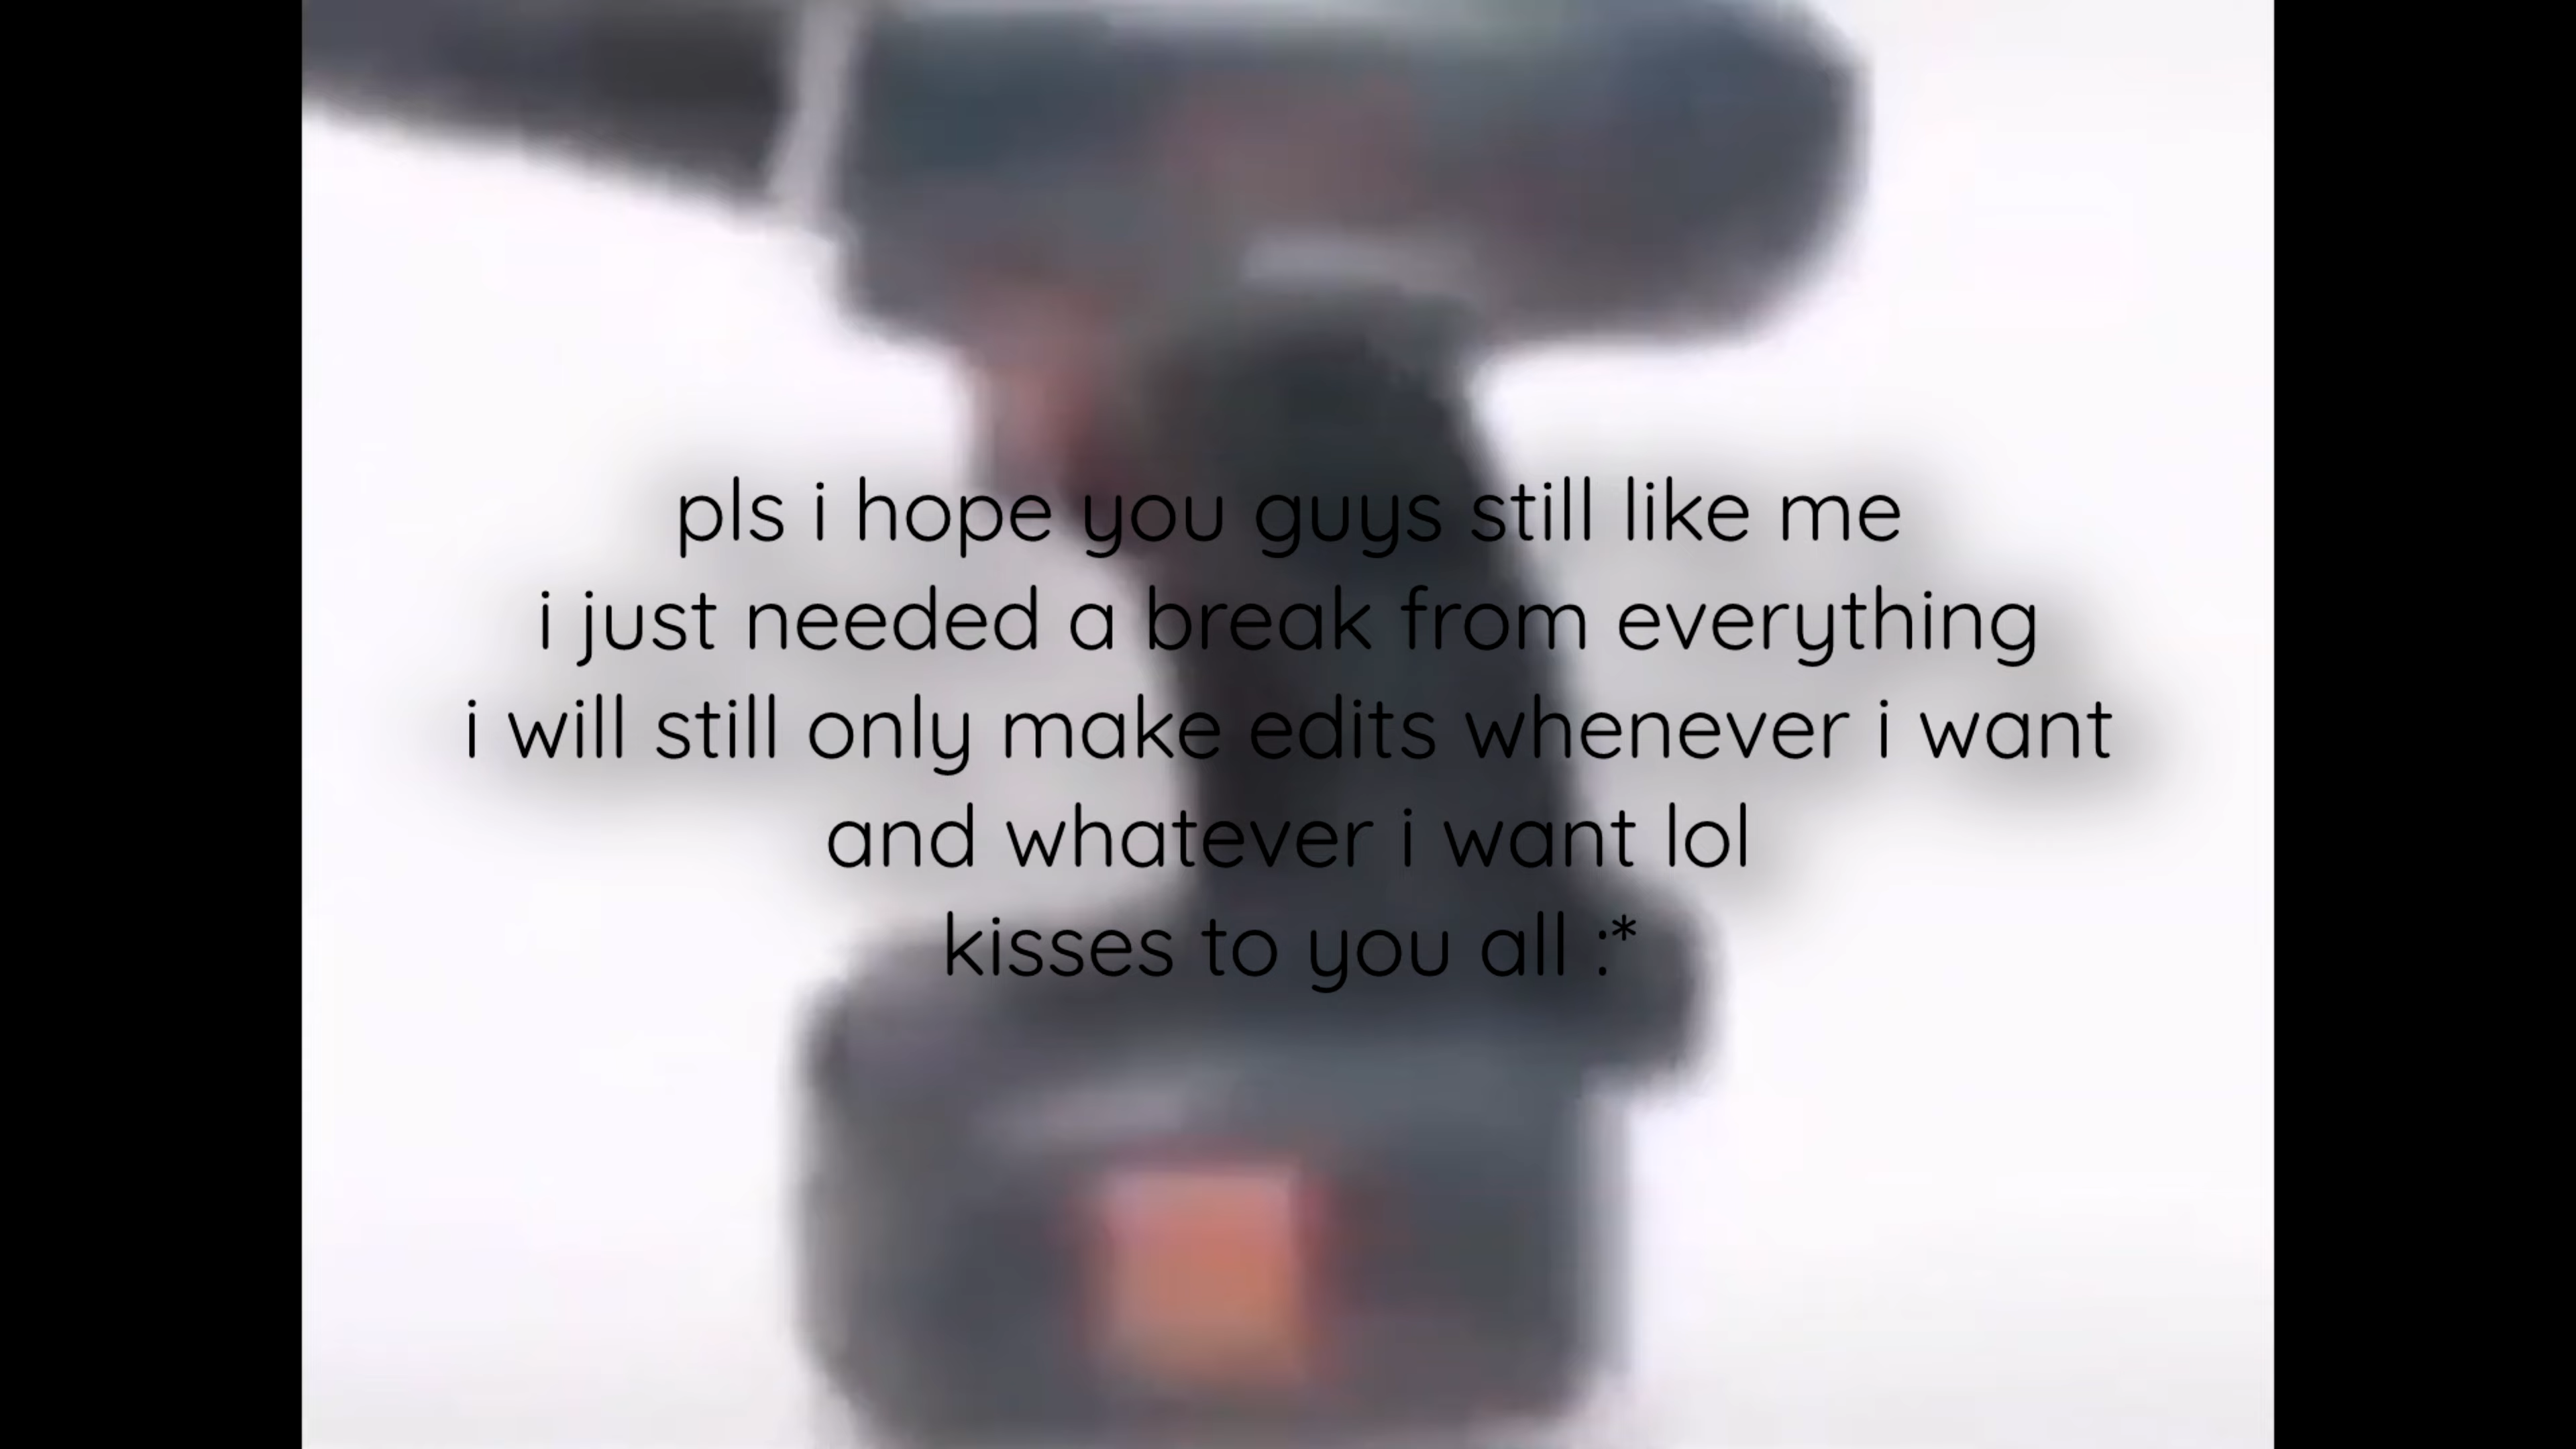 pls i hope you guys still like me
i just needed a break from everything
i will still only make edits whenever i want
and whatever i want lol
kisses to you all :*